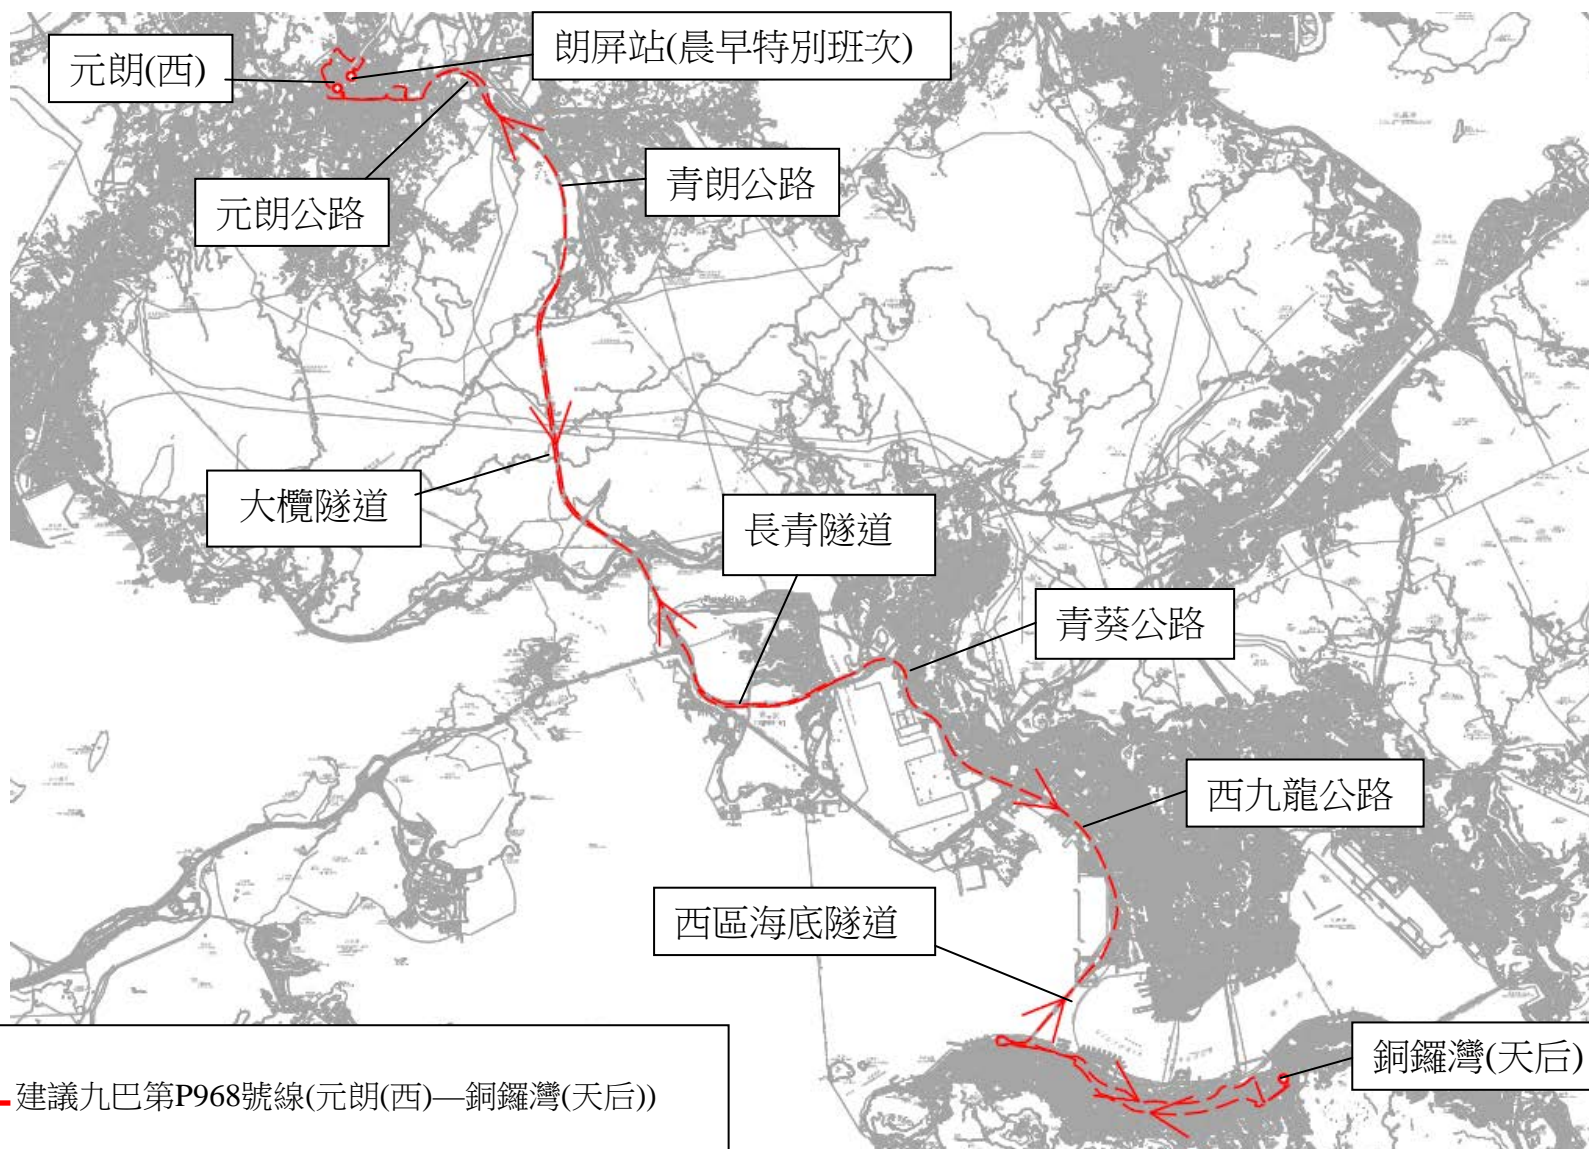 朗屏站(晨早特別班次)
元朗(西)
青朗公路
元朗公路
大欖隧道
長青隧道
青葵公路
西九龍公路
西區海底隧道
銅鑼灣(天后)
建議九巴第P968號線(元朗(西)—銅鑼灣(天后))